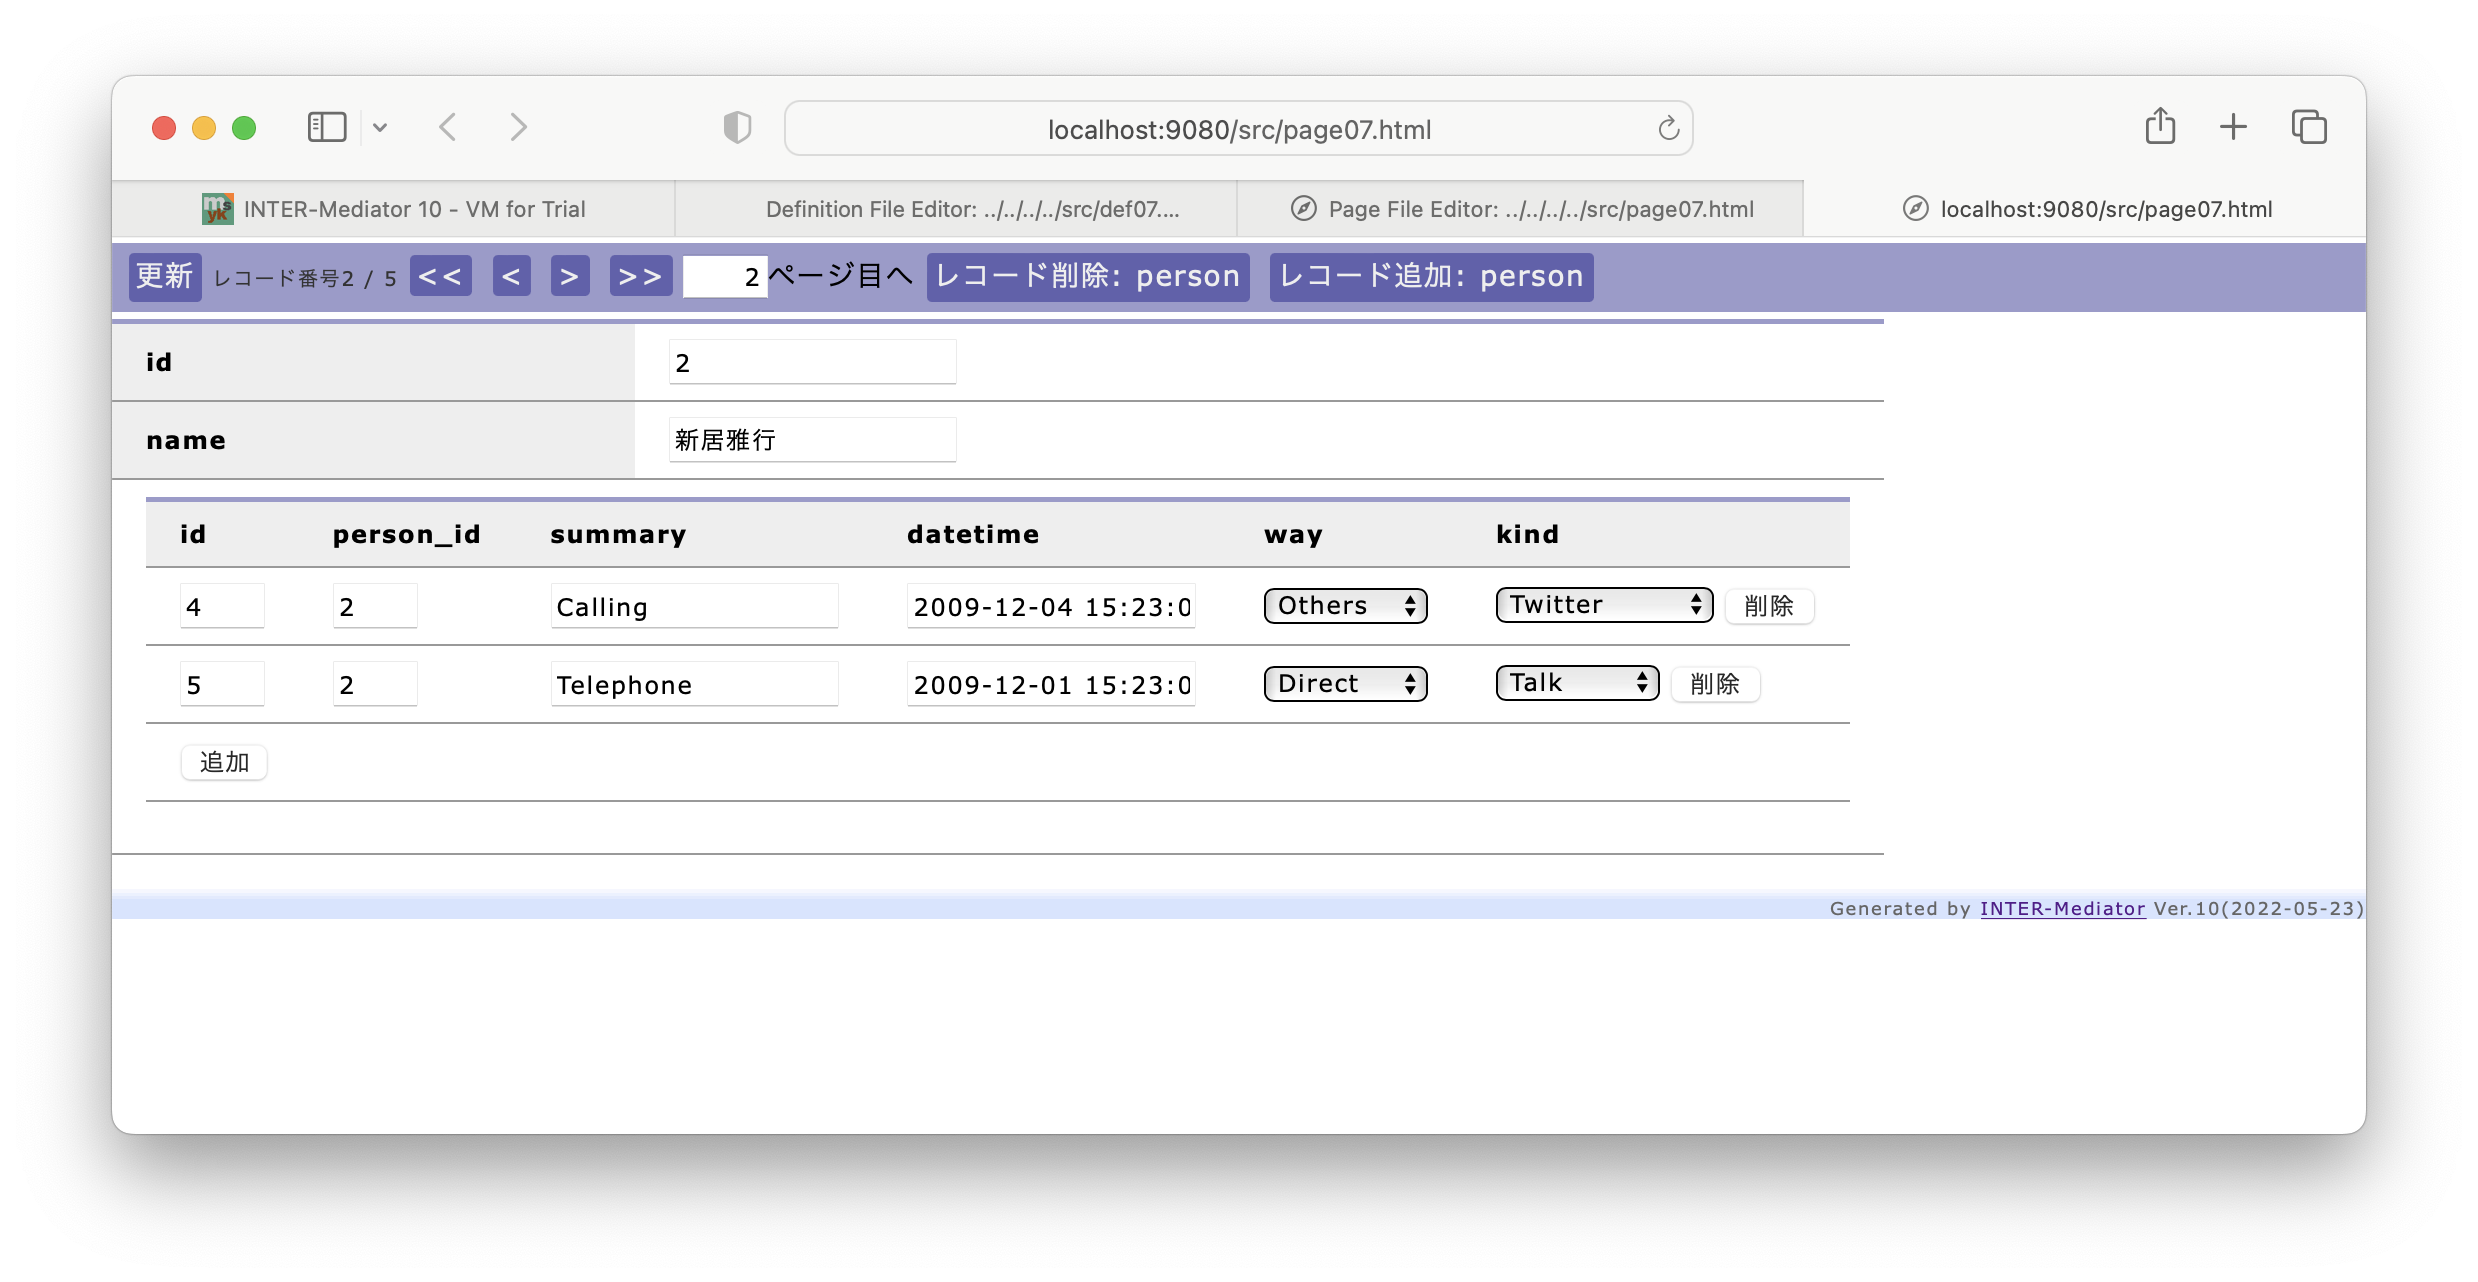 localhost:9080/src/page07.html
INTER-Mediator 10 - VM for Trial
Definition File Editor: ../../../../src/def07....
Page File Editor: ../../../../src/page07.html
localhost:9080/src/page07.html
更新 レコード番号2 / 5 << < > >> 2 ページ目へ レコード削除: person レコード追加: person
id 2
name 新居雅行
id person_id summary datetime way kind
4 2 Calling 2009-12-04 15:23:0 Others Twitter 削除
5 2 Telephone 2009-12-01 15:23:0 Direct Talk 削除
追加
Generated by INTER-Mediator Ver.10(2022-05-23)